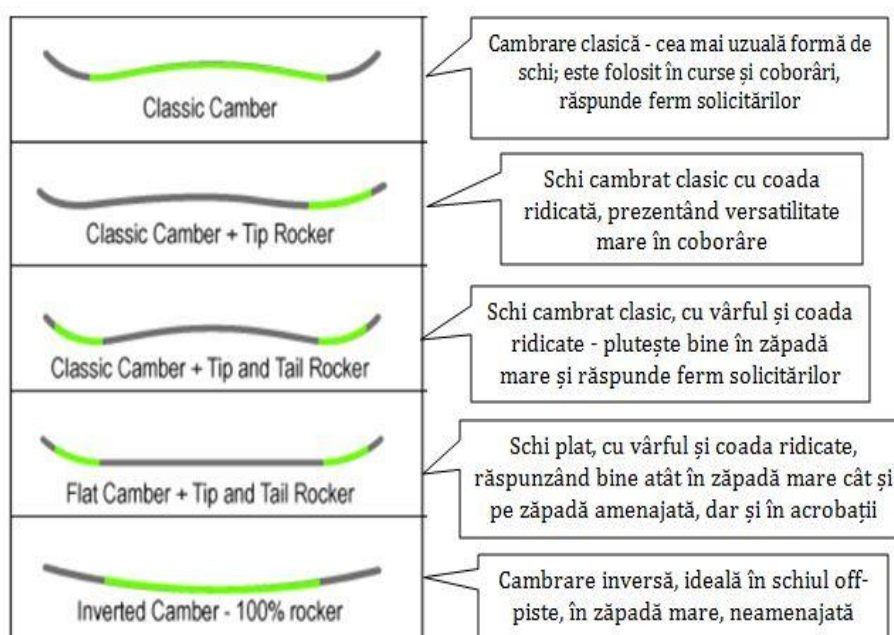 Classic Camber
Cambrare clasică - cea mai uzuală formă de
schi; este folosit în curse și coborâri,
răspunde ferm solicitărilor
Classic Camber + Tip Rocker
Schi cambrat clasic cu coada
ridicată, prezentând versatilitate
mare în coborâre
Classic Camber + Tip and Tail Rocker
Schi cambrat clasic, cu vârful și coada
ridicate - plutește bine în zăpadă
mare și răspunde ferm solicitărilor
Flat Camber + Tip and Tail Rocker
Schi plat, cu vârful și coada ridicate,
răspunzând bine atât în zăpadă mare cât și
pe zăpadă amenajată, dar și în acrobații
Inverted Camber - 100% rocker
Cambrare inversă, ideală în schiul off-
piste, în zăpadă mare, neamenajată